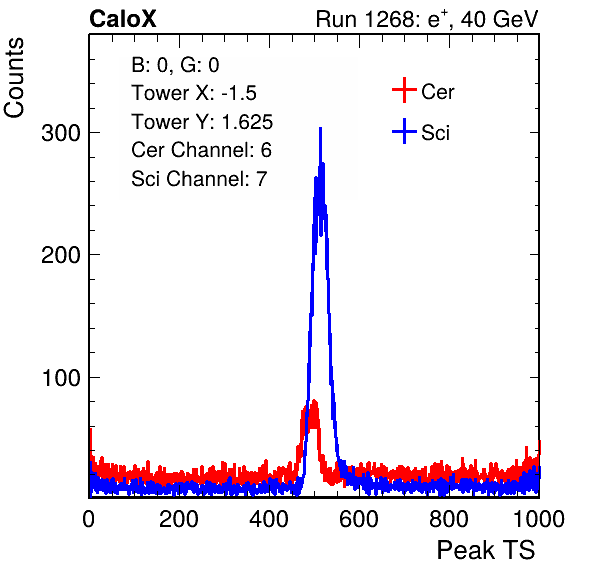 CaloX Run 1268: e⁺, 40 GeV
Counts
B: 0, G: 0
Tower X: -1.5
Tower Y: 1.625
Cer Channel: 6
Sci Channel: 7
Cer
Sci
300
200
100
0 200 400 600 800 1000
Peak TS